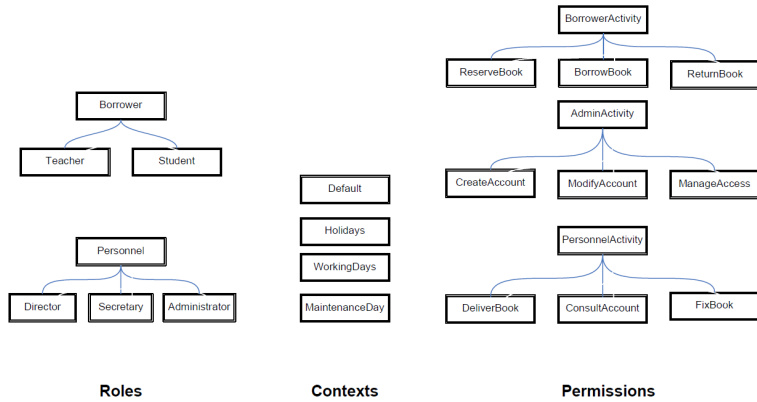 BorrowerActivity
ReserveBook BorrowBook ReturnBook
Borrower
AdminActivity
Teacher Student
Default
CreateAccount ModifyAccount ManageAccess
Holidays
Personnel
PersonnelActivity
WorkingDays
Director Secretary Administrator
MaintenanceDay
DeliverBook ConsultAccount FixBook
Roles Contexts Permissions